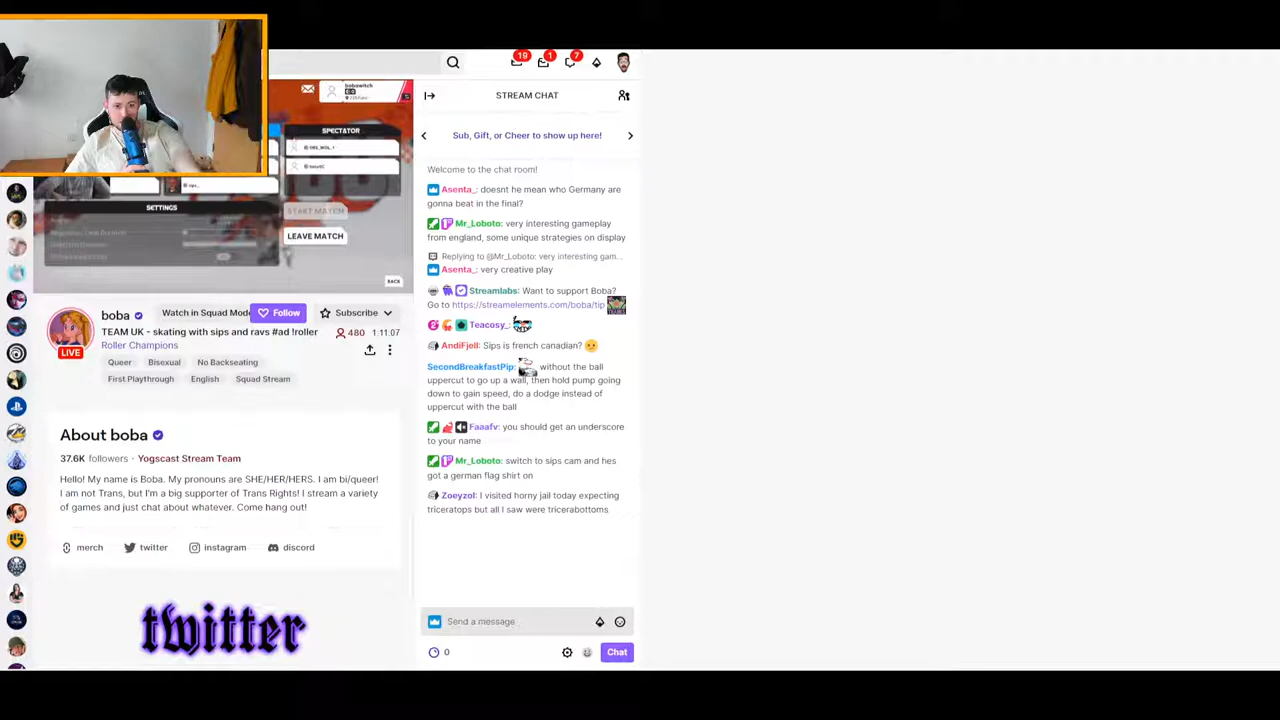 19
1
7
bobawitch
SPECTATOR
SETTINGS
START MATCH
LEAVE MATCH
BACK
boba
Watch in Squad Mode
Follow
Subscribe
TEAM UK - skating with sips and ravs #ad !roller
480
1:11:07
LIVE
Roller Champions
Queer
Bisexual
No Backseating
First Playthrough
English
Squad Stream
About boba
37.6K followers · Yogscast Stream Team
Hello! My name is Boba. My pronouns are SHE/HER/HERS. I am bi/queer!
I am not Trans, but I'm a big supporter of Trans Rights! I stream a variety
of games and just chat about whatever. Come hang out!
merch
twitter
instagram
discord
twitter
STREAM CHAT
Sub, Gift, or Cheer to show up here!
Welcome to the chat room!
Asenta_: doesnt he mean who Germany are
gonna beat in the final?
Mr_Loboto: very interesting gameplay
from england, some unique strategies on display
Replying to @Mr_Loboto: very interesting gam...
Asenta_: very creative play
Streamlabs: Want to support Boba?
Go to https://streamelements.com/boba/tip
Teacosy_:
AndiFjell: Sips is french canadian?
SecondBreakfastPip: without the ball
uppercut to go up a wall, then hold pump going
down to gain speed, do a dodge instead of
uppercut with the ball
Faaafv: you should get an underscore
to your name
Mr_Loboto: switch to sips cam and hes
got a german flag shirt on
Zoeyzol: I visited horny jail today expecting
triceratops but all I saw were tricerabottoms
Send a message
0
Chat